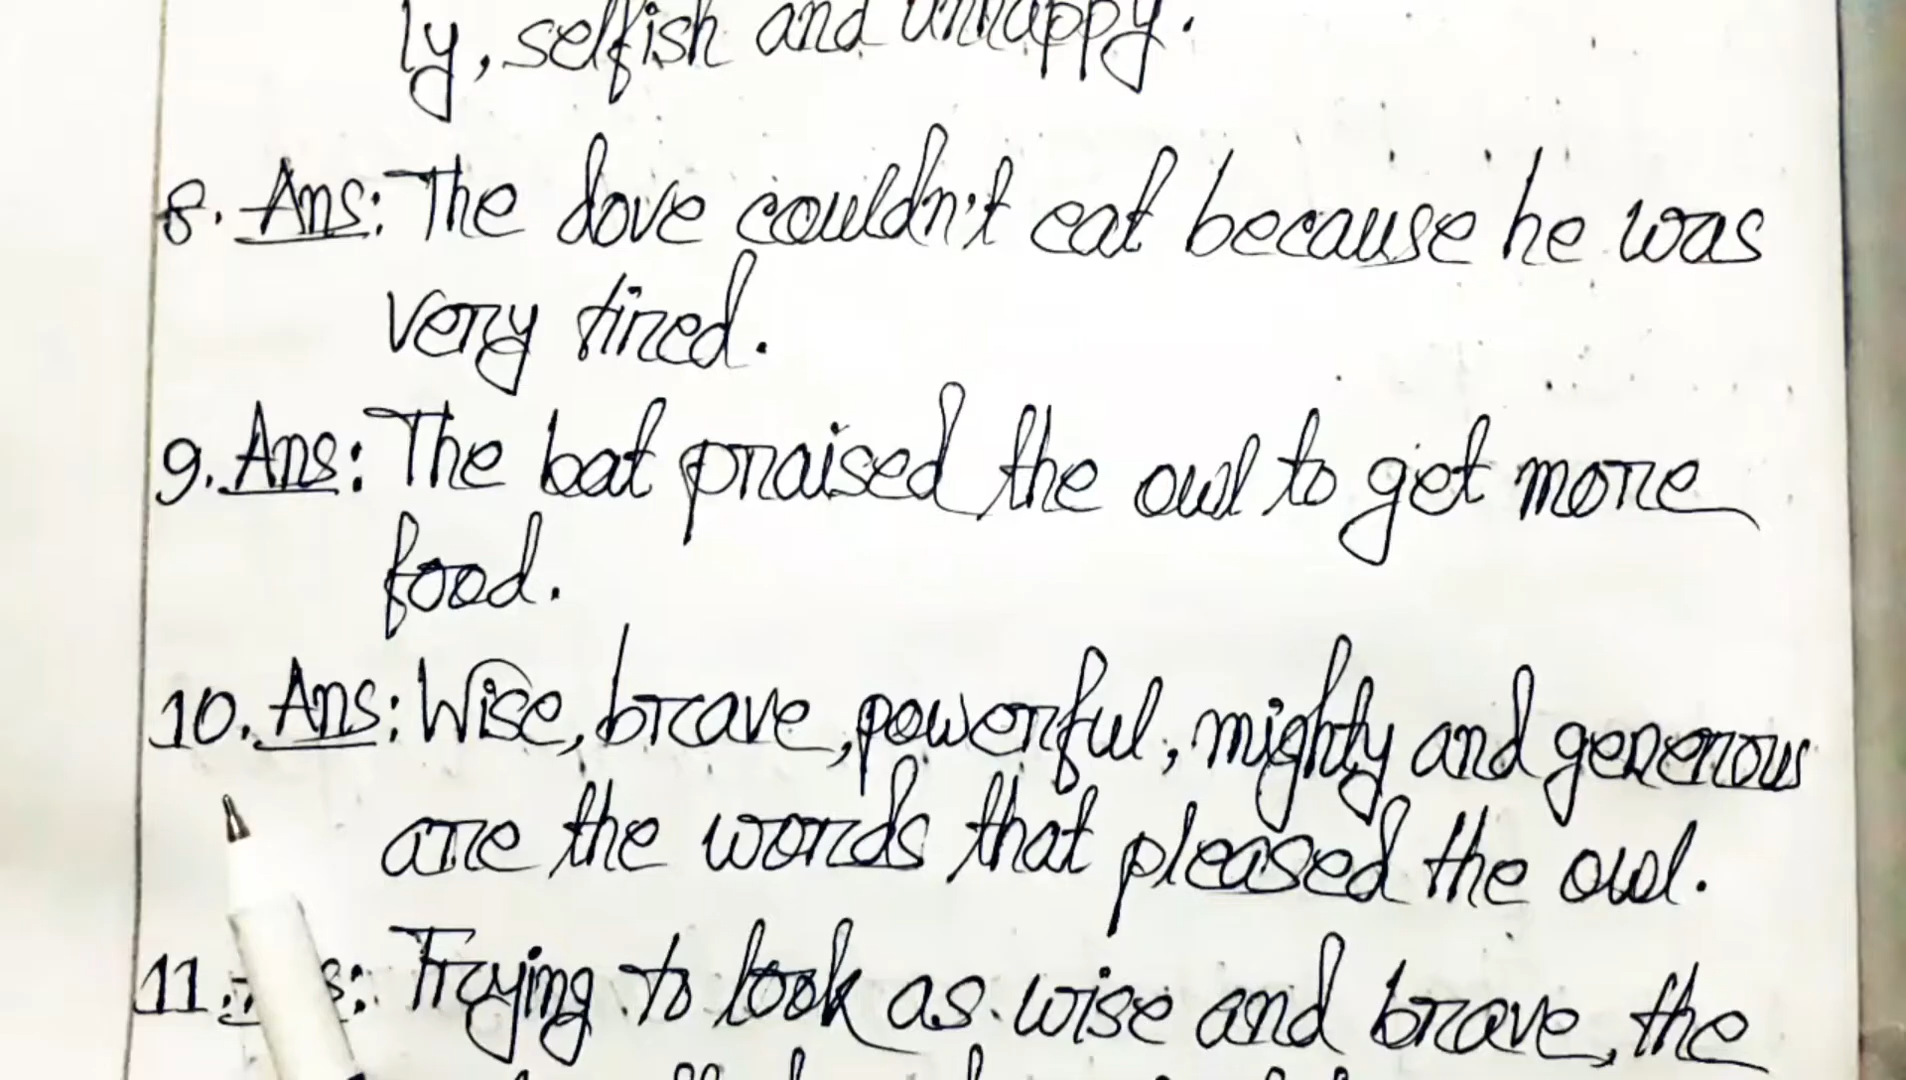 ly, selfish and unhappy.
8. Ans: The dove couldn't eat because he was
very tired.
9. Ans: The bat praised the owl to get more
food.
10. Ans: Wise, brave, powerful, mighty and generous
are the words that pleased the owl.
11. Trying to look as wise and brave, the